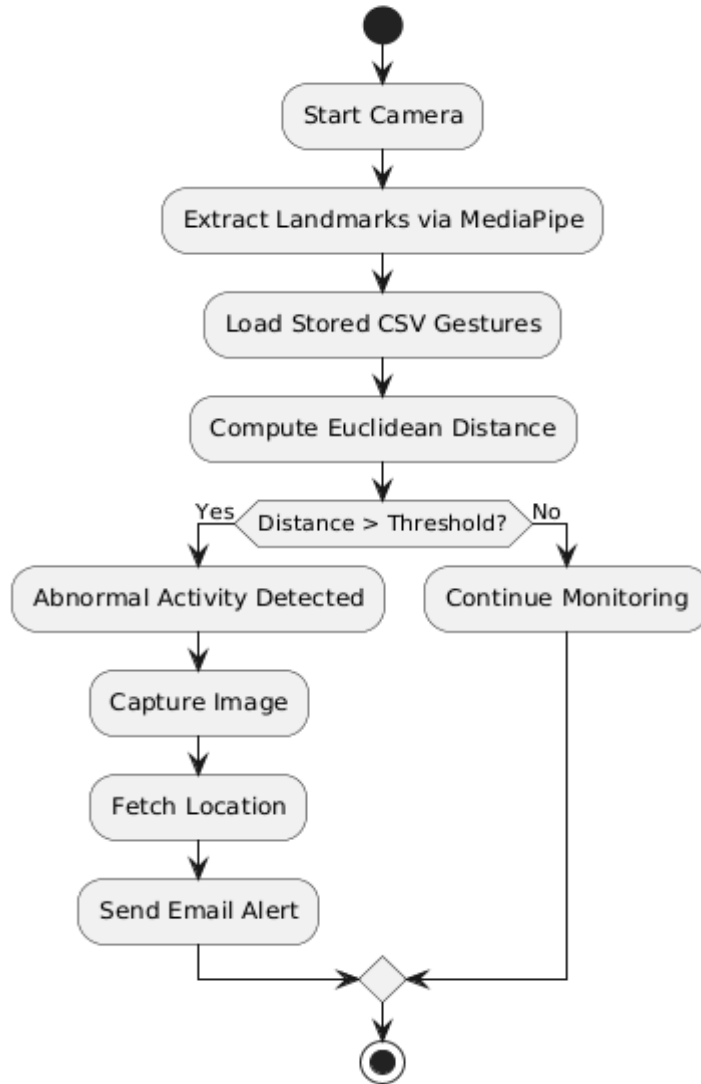 Start Camera
Extract Landmarks via MediaPipe
Load Stored CSV Gestures
Compute Euclidean Distance
Yes
Distance > Threshold?
No
Abnormal Activity Detected
Continue Monitoring
Capture Image
Fetch Location
Send Email Alert